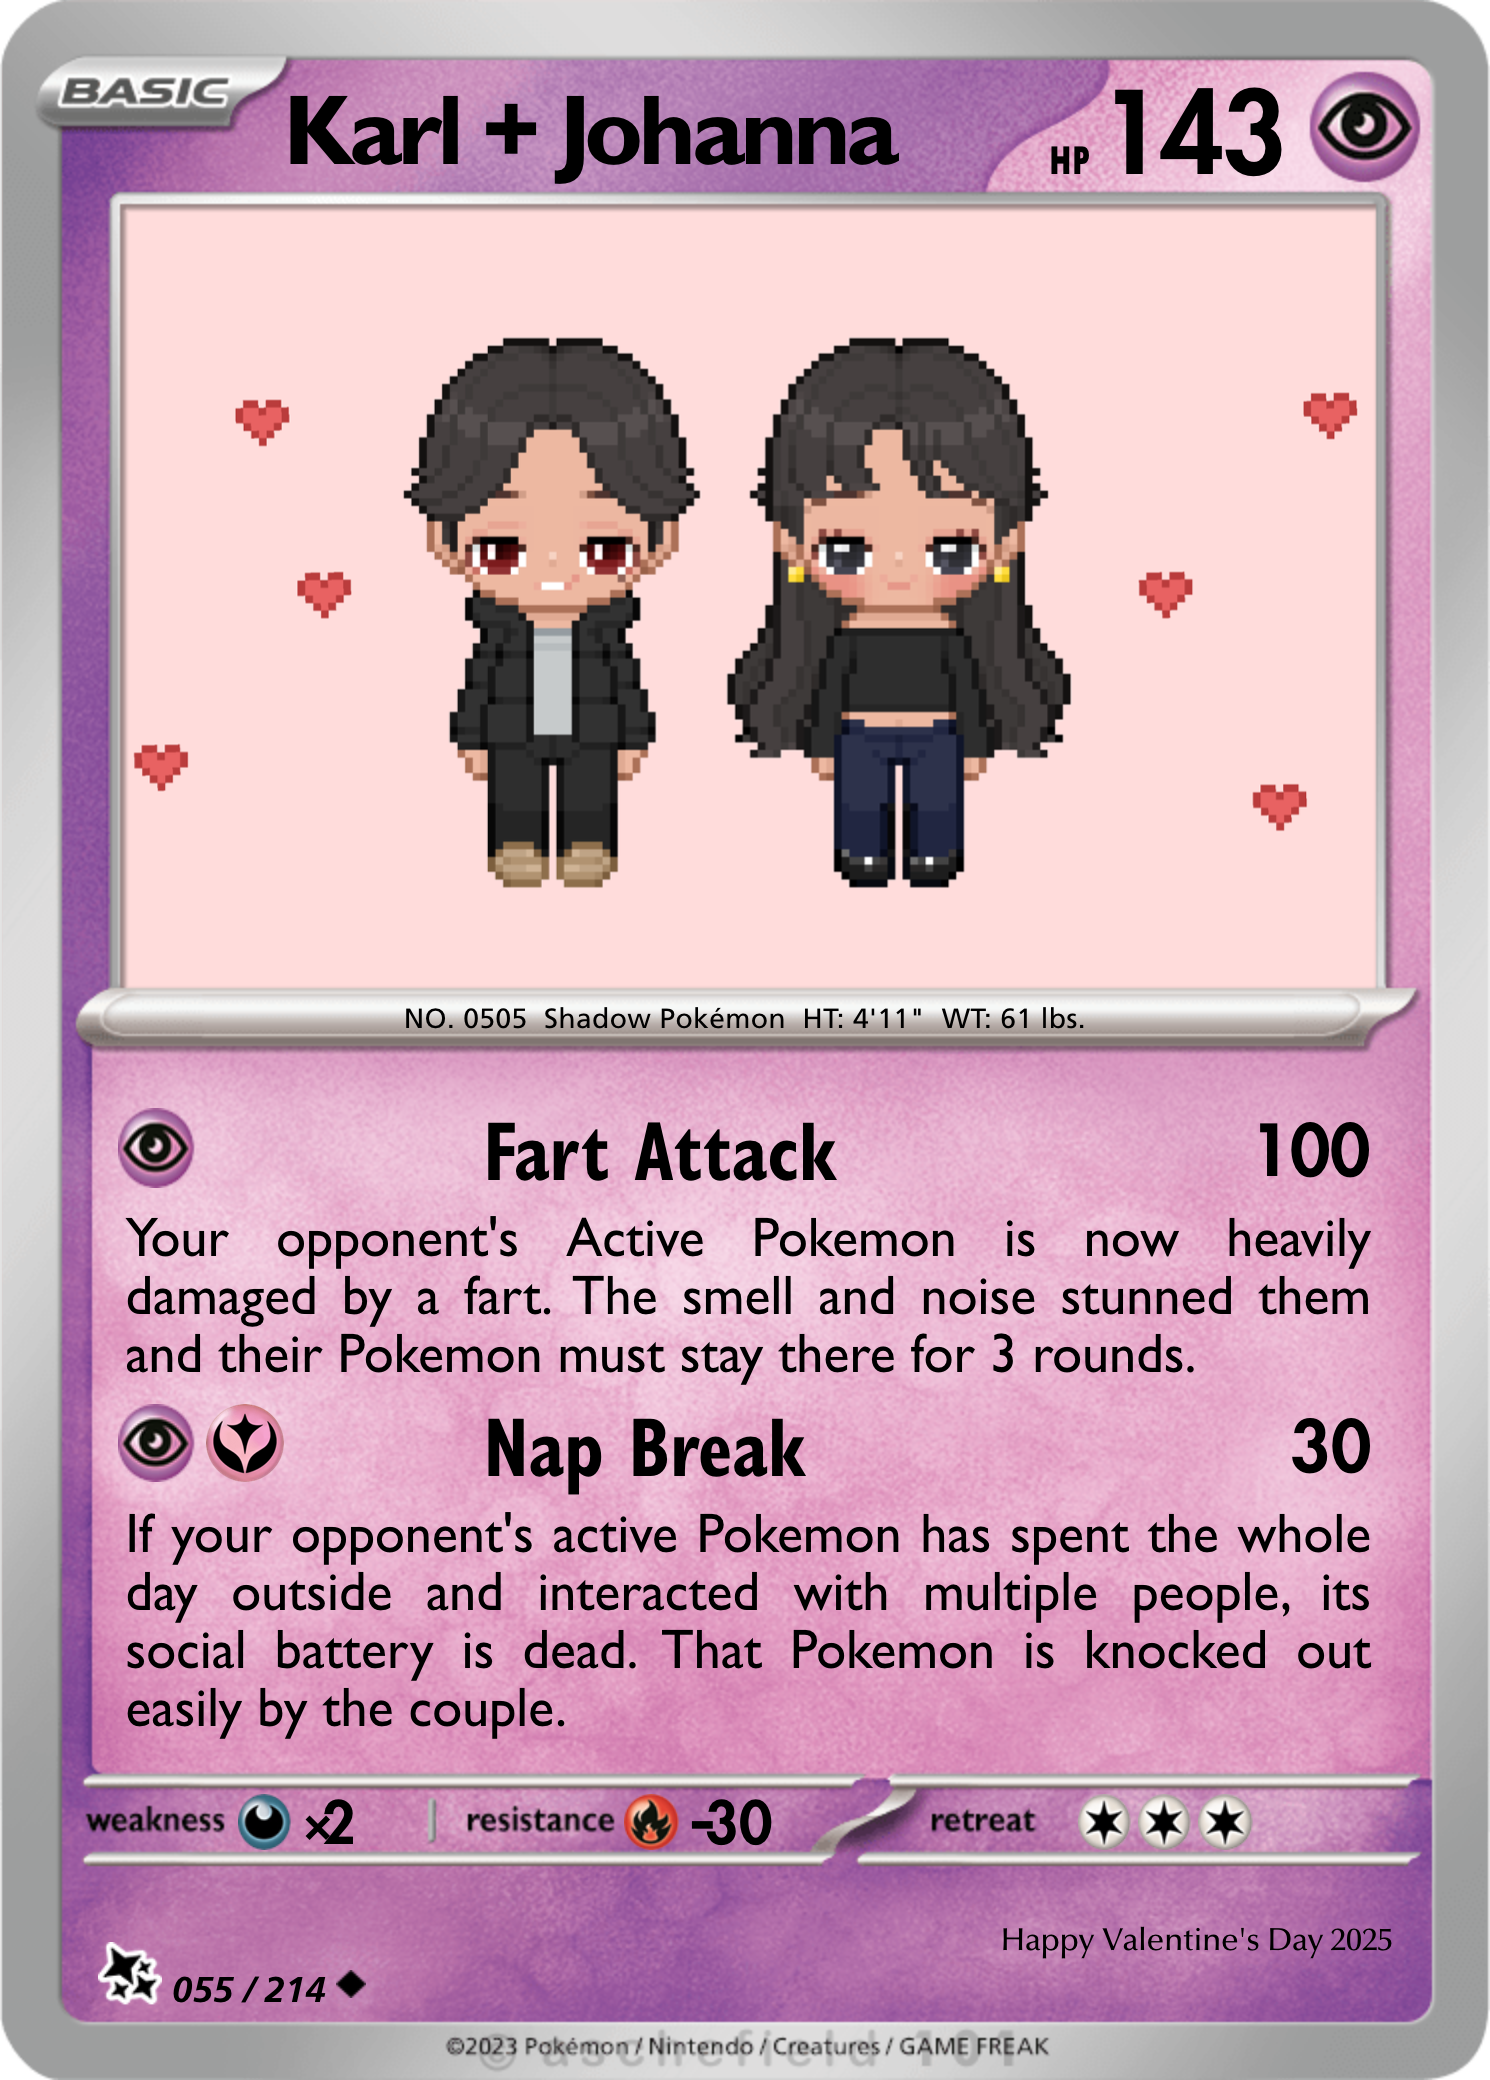 BASIC
Karl + Johanna
HP 143
NO. 0505 Shadow Pokémon HT: 4'11" WT: 61 lbs.
Fart Attack 100
Your opponent's Active Pokemon is now heavily
damaged by a fart. The smell and noise stunned them
and their Pokemon must stay there for 3 rounds.
Nap Break 30
If your opponent's active Pokemon has spent the whole
day outside and interacted with multiple people, its
social battery is dead. That Pokemon is knocked out
easily by the couple.
weakness ×2 resistance -30 retreat
Happy Valentine's Day 2025
055 / 214
©2023 Pokémon / Nintendo / Creatures / GAME FREAK